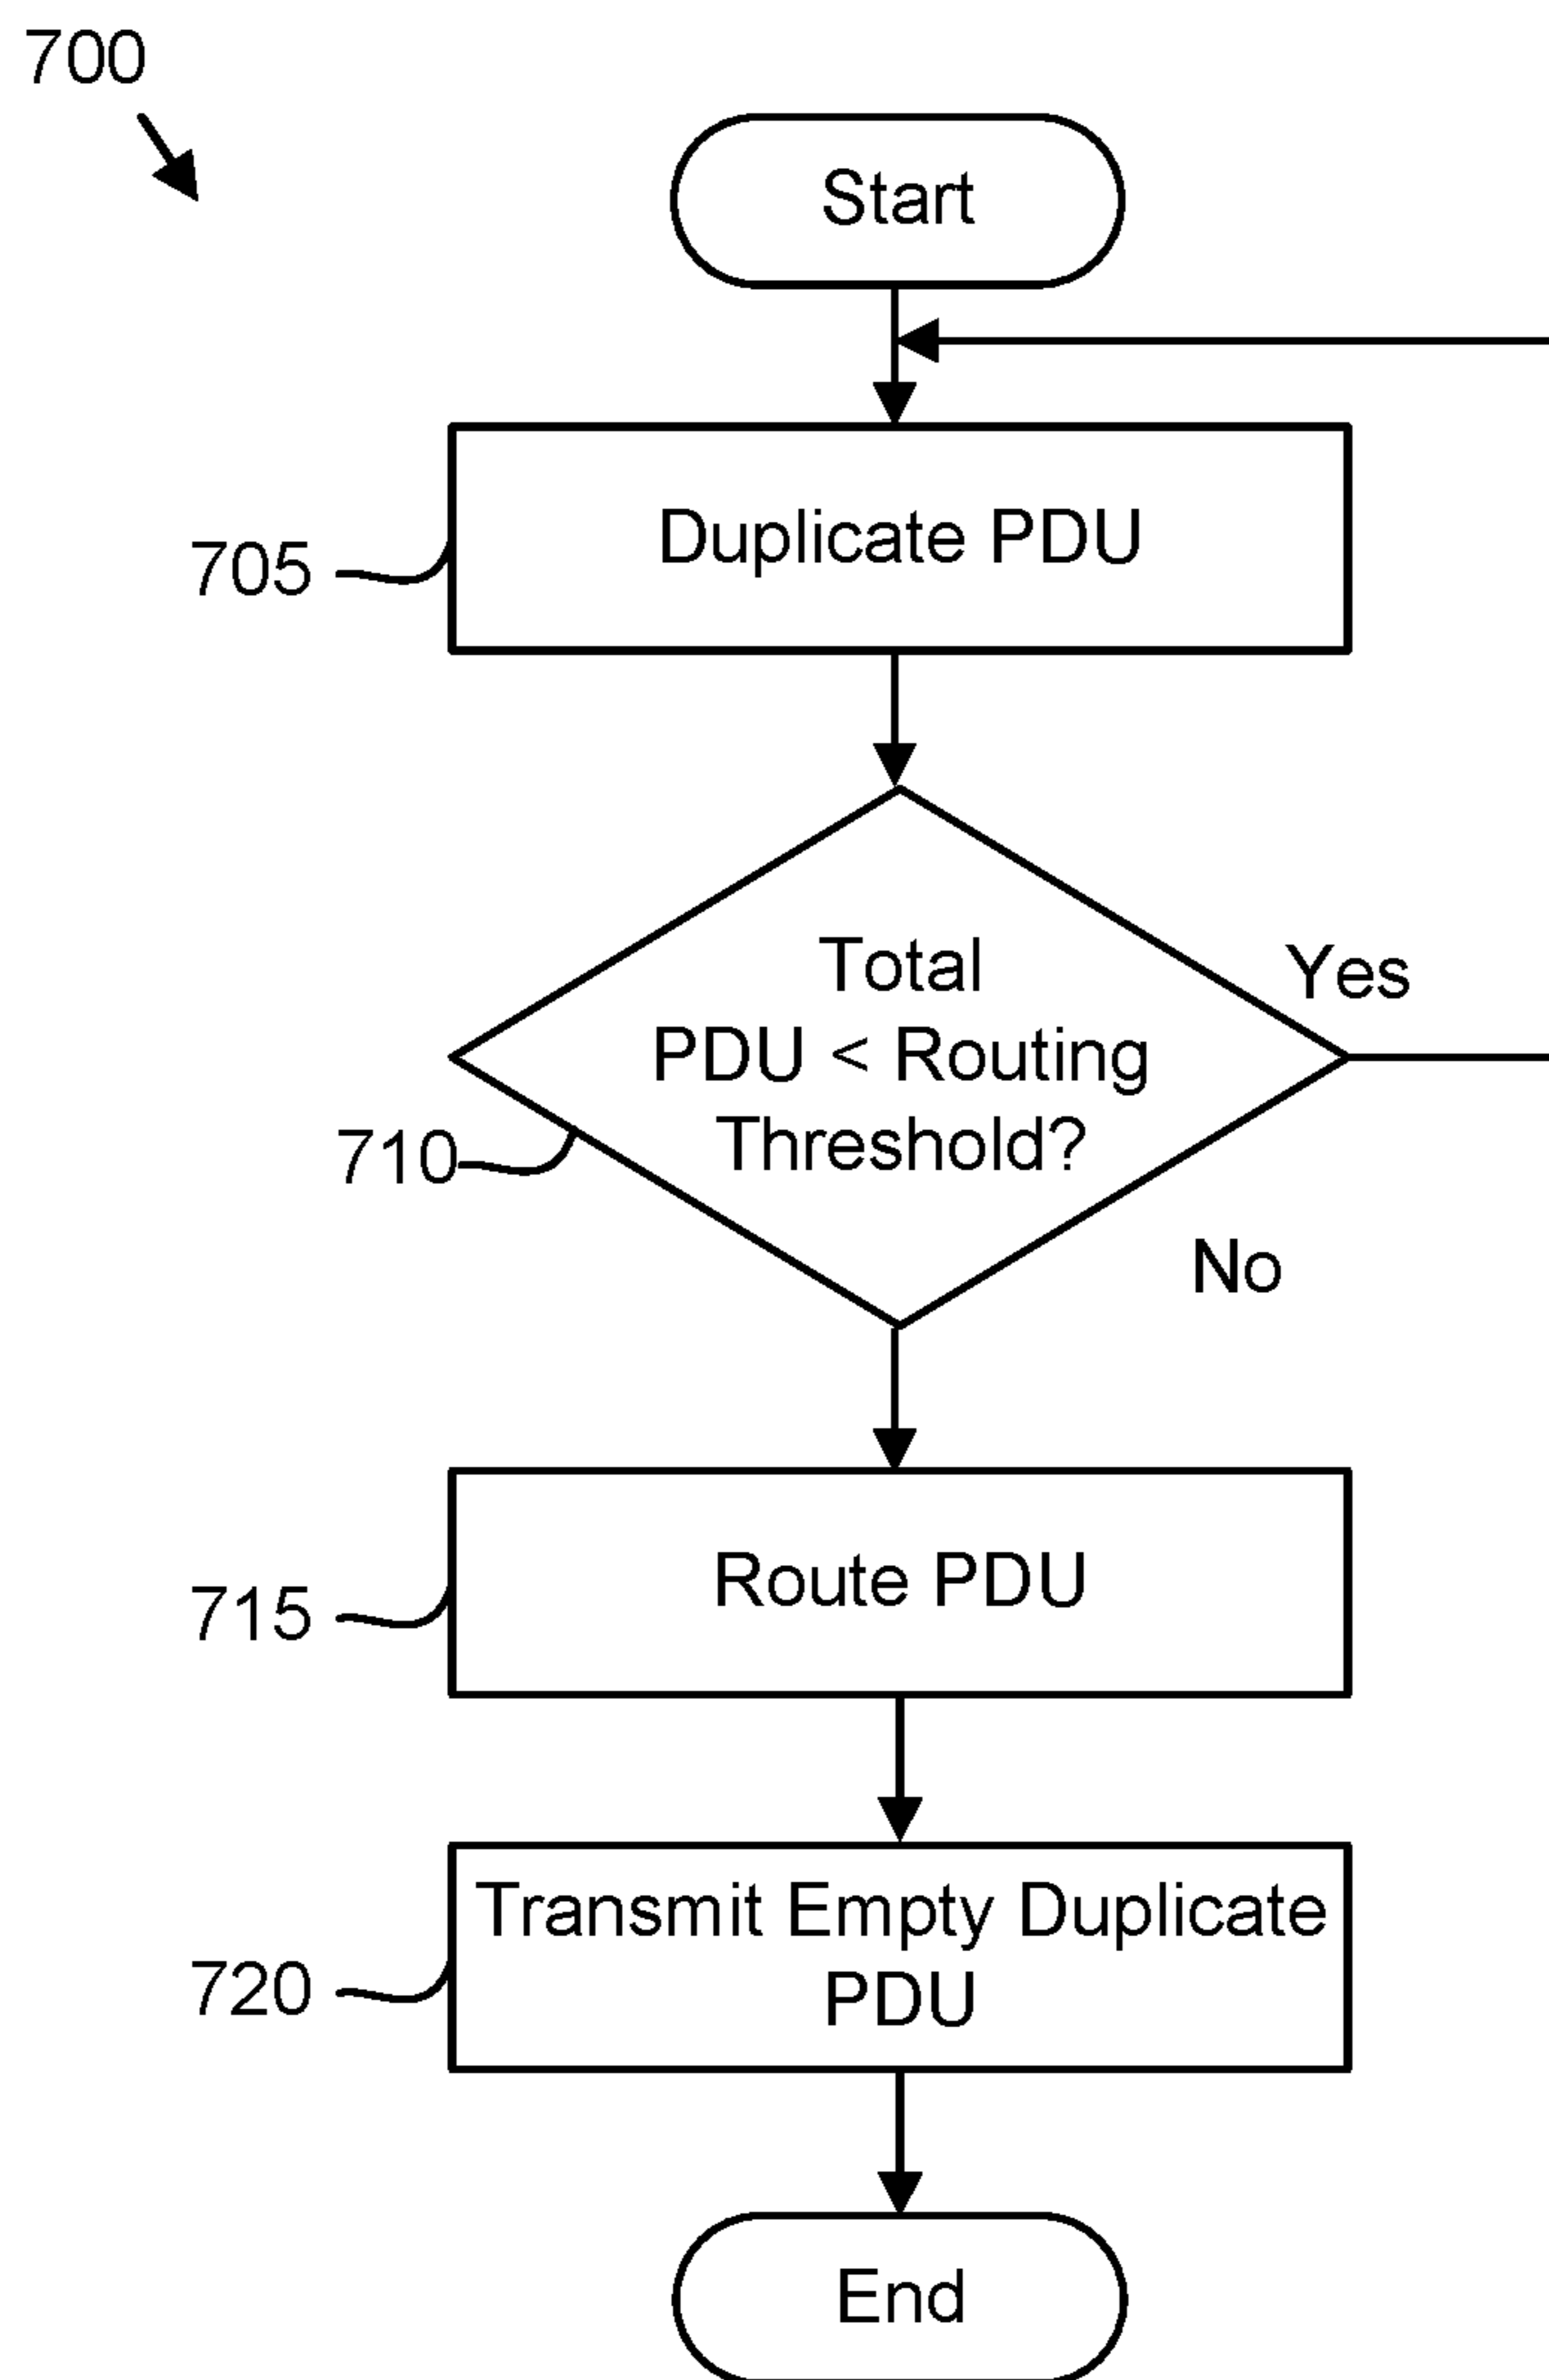 700
Start
Duplicate PDU
705
Total
PDU < Routing
Threshold?
Yes
710
No
Route PDU
715
Transmit Empty Duplicate
PDU
720
End